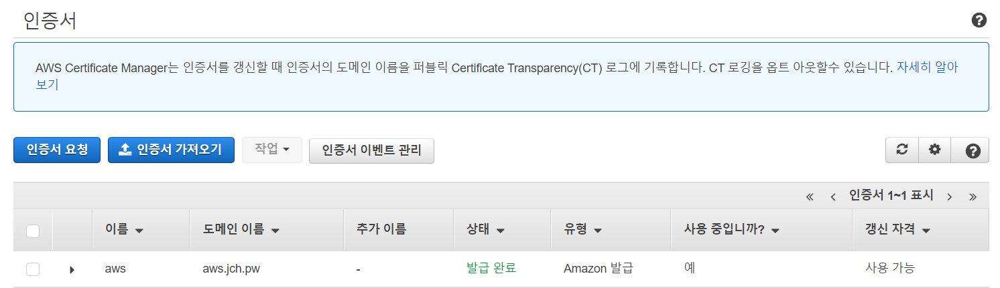 인증서
AWS Certificate Manager는 인증서를 갱신할 때 인증서의 도메인 이름을 퍼블릭 Certificate Transparency(CT) 로그에 기록합니다. CT 로깅을 옵트 아웃할수 있습니다. 자세히 알아
보기
인증서 요청 인증서 가져오기 작업 인증서 이벤트 관리
« ‹ 인증서 1~1 표시 › »
이름 도메인 이름 추가 이름 상태 유형 사용 중입니까? 갱신 자격
aws aws.jch.pw - 발급 완료 Amazon 발급 예 사용 가능